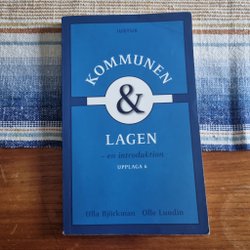 IUSTUS
KOMMUNEN
&
LAGEN
– en introduktion
UPPLAGA 6
Ulla Björkman Olle Lundin